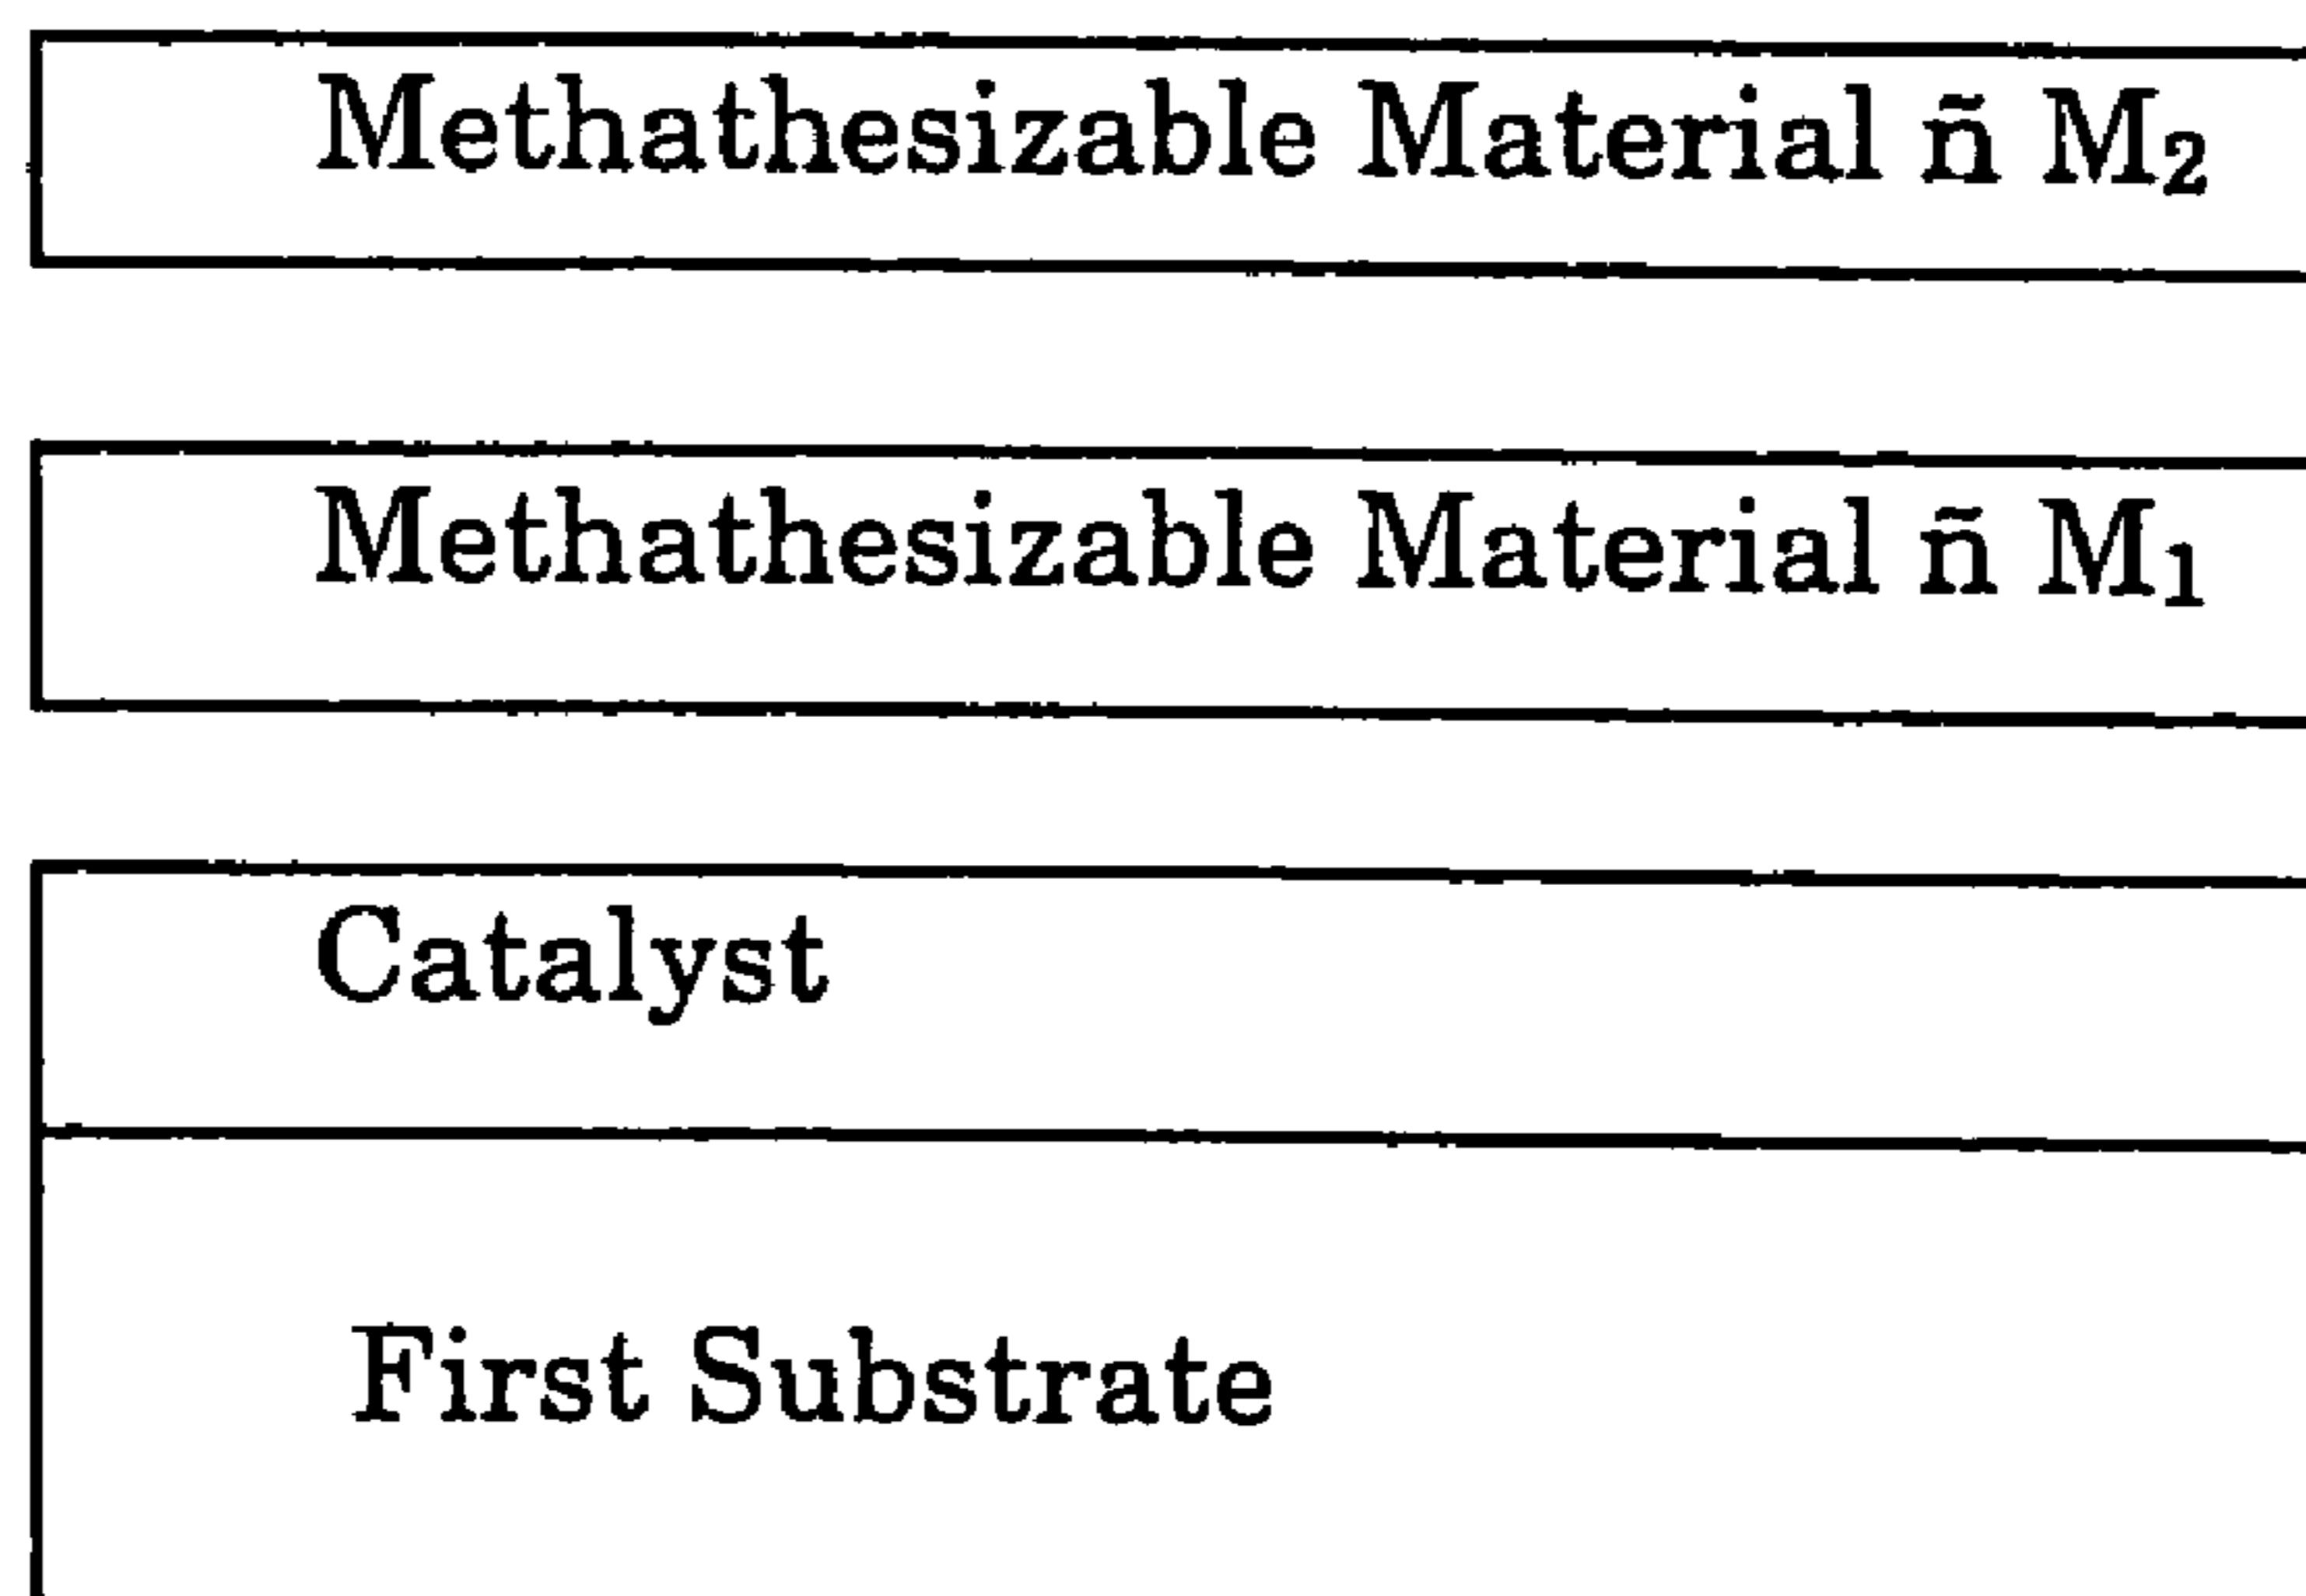 Methathesizable Material ñ M₂
Methathesizable Material ñ M₁
Catalyst
First Substrate